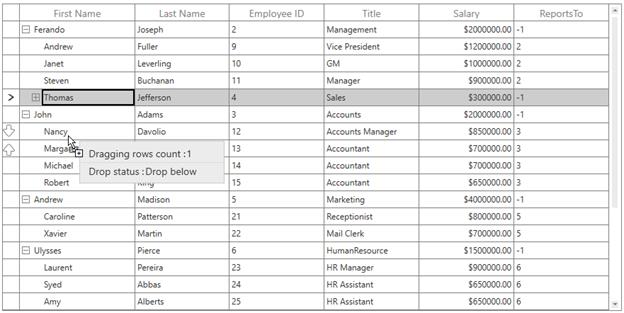 First Name Last Name Employee ID Title Salary ReportsTo
Ferando Joseph 2 Management $2000000.00 -1
Andrew Fuller 9 Vice President $1200000.00 2
Janet Leverling 10 GM $1000000.00 2
Steven Buchanan 11 Manager $900000.00 2
Thomas Jefferson 4 Sales $300000.00 -1
John Adams 3 Accounts $2000000.00 -1
Nancy Davolio 12 Accounts Manager $850000.00 3
13 Accountant $700000.00 3
Dragging rows count :1
Michael 14 Accountant $700000.00 3
Drop status :Drop below
Robert King 15 Accountant $650000.00 3
Andrew Madison 5 Marketing $4000000.00 -1
Caroline Patterson 21 Receptionist $800000.00 5
Xavier Martin 22 Mail Clerk $700000.00 5
Ulysses Pierce 6 HumanResource $1500000.00 -1
Laurent Pereira 23 HR Manager $900000.00 6
Syed Abbas 24 HR Assistant $650000.00 6
Amy Alberts 25 HR Assistant $650000.00 6